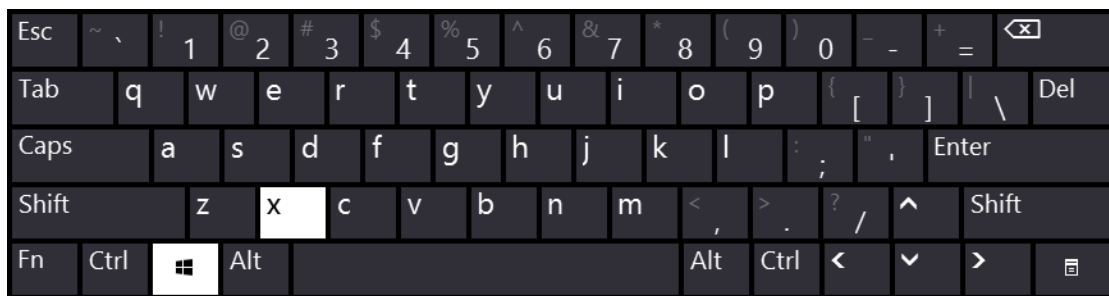 Esc ~ ` ! 1 @ 2 # 3 $ 4 % 5 ^ 6 & 7 * 8 ( 9 ) 0 _ - + =
Tab q w e r t y u i o p { [ } ] | \ Del
Caps a s d f g h j k l : ; " ' Enter
Shift z x c v b n m < , > . ? / Shift
Fn Ctrl Alt Alt Ctrl